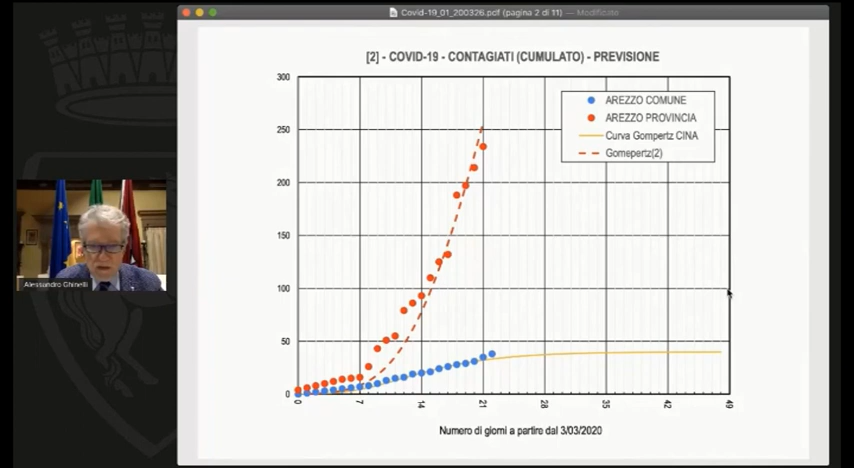 Covid-19_01_200326.pdf (pagina 2 di 11) — Modificato
[2] - COVID-19 - CONTAGIATI (CUMULATO) - PREVISIONE
300
250
200
150
100
50
0
AREZZO COMUNE
AREZZO PROVINCIA
Curva Gompertz CINA
Gomepertz(2)
0 7 14 21 28 35 42 49
Numero di giorni a partire dal 3/03/2020
Alessandro Ghinelli